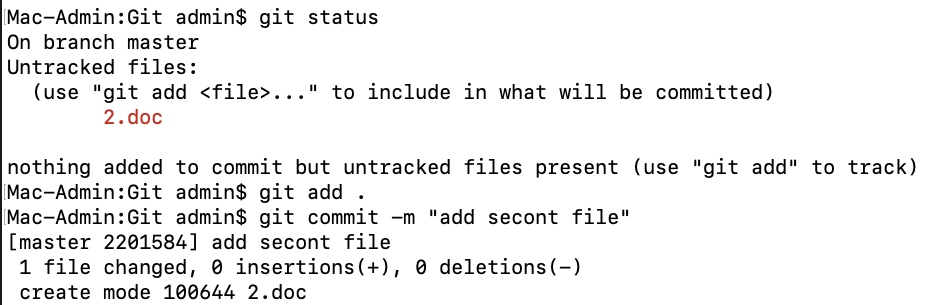 Mac-Admin:Git admin$ git status
On branch master
Untracked files:
  (use "git add <file>..." to include in what will be committed)
        2.doc

nothing added to commit but untracked files present (use "git add" to track)
Mac-Admin:Git admin$ git add .
Mac-Admin:Git admin$ git commit -m "add secont file"
[master 2201584] add secont file
 1 file changed, 0 insertions(+), 0 deletions(-)
 create mode 100644 2.doc